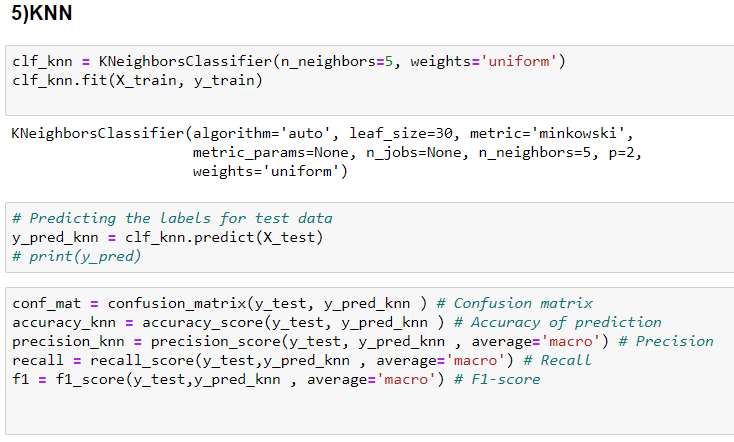 5)KNN
clf_knn = KNeighborsClassifier(n_neighbors=5, weights='uniform')
clf_knn.fit(X_train, y_train)
KNeighborsClassifier(algorithm='auto', leaf_size=30, metric='minkowski',
                     metric_params=None, n_jobs=None, n_neighbors=5, p=2,
                     weights='uniform')
# Predicting the labels for test data
y_pred_knn = clf_knn.predict(X_test)
# print(y_pred)
conf_mat = confusion_matrix(y_test, y_pred_knn ) # Confusion matrix
accuracy_knn = accuracy_score(y_test, y_pred_knn ) # Accuracy of prediction
precision_knn = precision_score(y_test, y_pred_knn , average='macro') # Precision
recall = recall_score(y_test,y_pred_knn , average='macro') # Recall
f1 = f1_score(y_test,y_pred_knn , average='macro') # F1-score